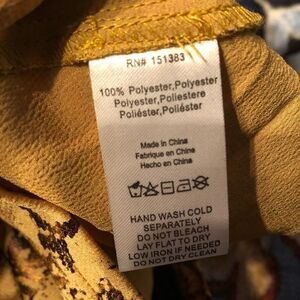 RN# 151383
100% Polyester,Polyester
Polyester,Poliestere
Poliéster,Poliéster
Made in China
Fabrique en Chine
Hecho en China
HAND WASH COLD
SEPARATELY
DO NOT BLEACH
LAY FLAT TO DRY
LOW IRON IF NEEDED
DO NOT DRY CLEAN